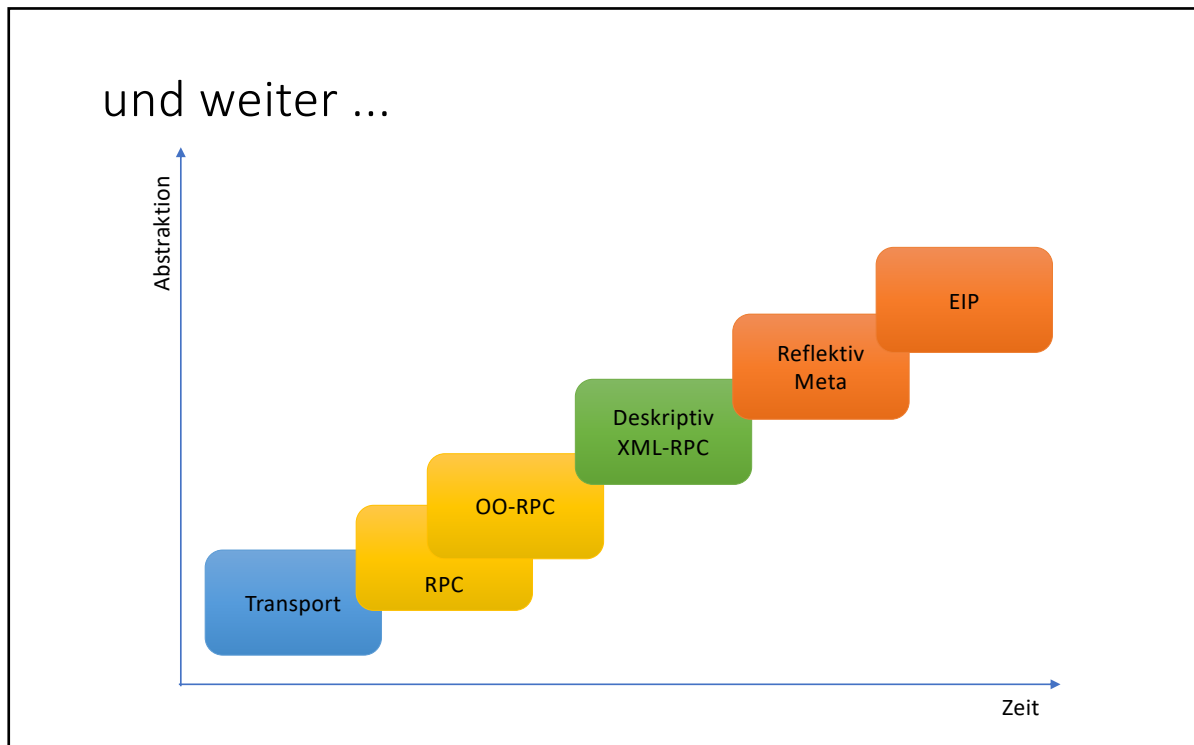 und weiter ...
Abstraktion
EIP
Reflektiv
Meta
Deskriptiv
XML-RPC
OO-RPC
RPC
Transport
Zeit